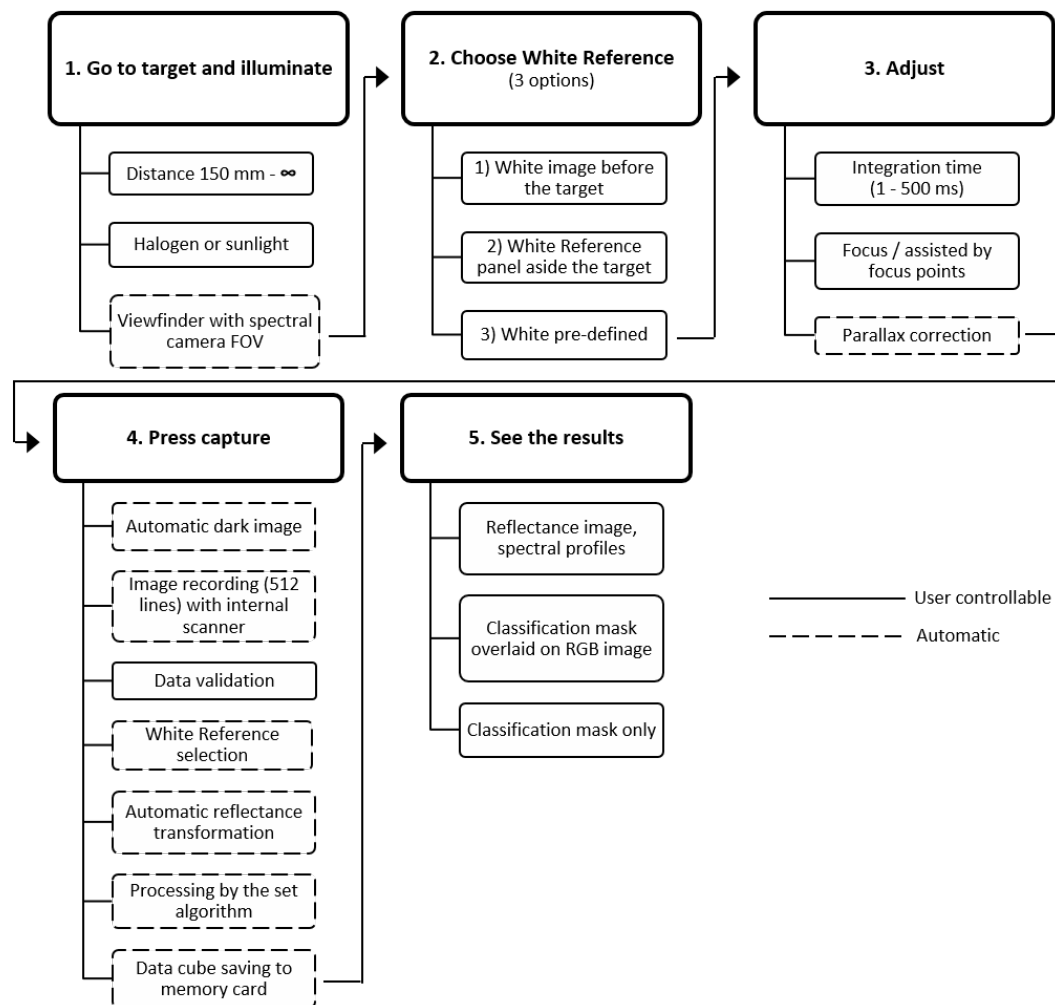 1. Go to target and illuminate
Distance 150 mm - ∞
Halogen or sunlight
Viewfinder with spectral
camera FOV
2. Choose White Reference
(3 options)
1) White image before
the target
2) White Reference
panel aside the target
3) White pre-defined
3. Adjust
Integration time
(1 - 500 ms)
Focus / assisted by
focus points
Parallax correction
4. Press capture
Automatic dark image
Image recording (512
lines) with internal
scanner
Data validation
White Reference
selection
Automatic reflectance
transformation
Processing by the set
algorithm
Data cube saving to
memory card
5. See the results
Reflectance image,
spectral profiles
Classification mask
overlaid on RGB image
Classification mask only
User controllable
Automatic